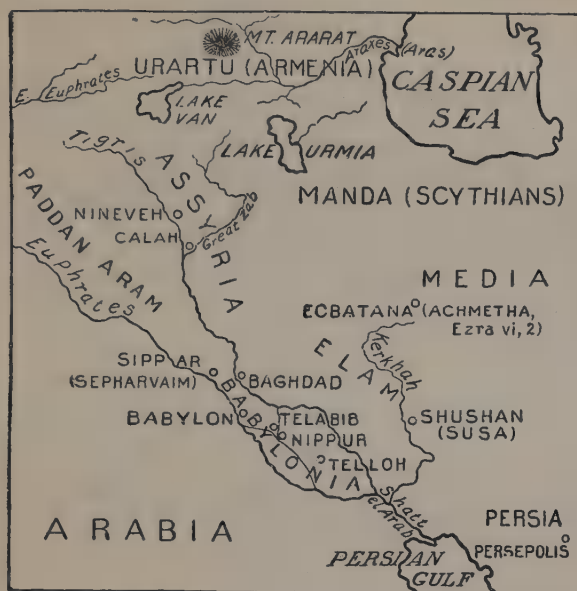 MT. ARARAT
Araxes (Aras)
URARTU (ARMENIA)
E. Euphrates
CASPIAN
SEA
LAKE
VAN
Tigris
LAKE URMIA
ASSYRIA
MANDA (SCYTHIANS)
PADDAN ARAM
NINEVEH
CALAH
Great Zab
Euphrates
MEDIA
ECBATANA (ACHMETHA,
Ezra vi, 2)
Kerkhah
ELAM
SIPPAR
(SEPHARVAIM)
BAGHDAD
BABYLON
BABYLONIA
TELABIB
NIPPUR
SHUSHAN
(SUSA)
TELLOH
Shatt
el Arab
ARABIA
PERSIA
PERSEPOLIS
PERSIAN
GULF